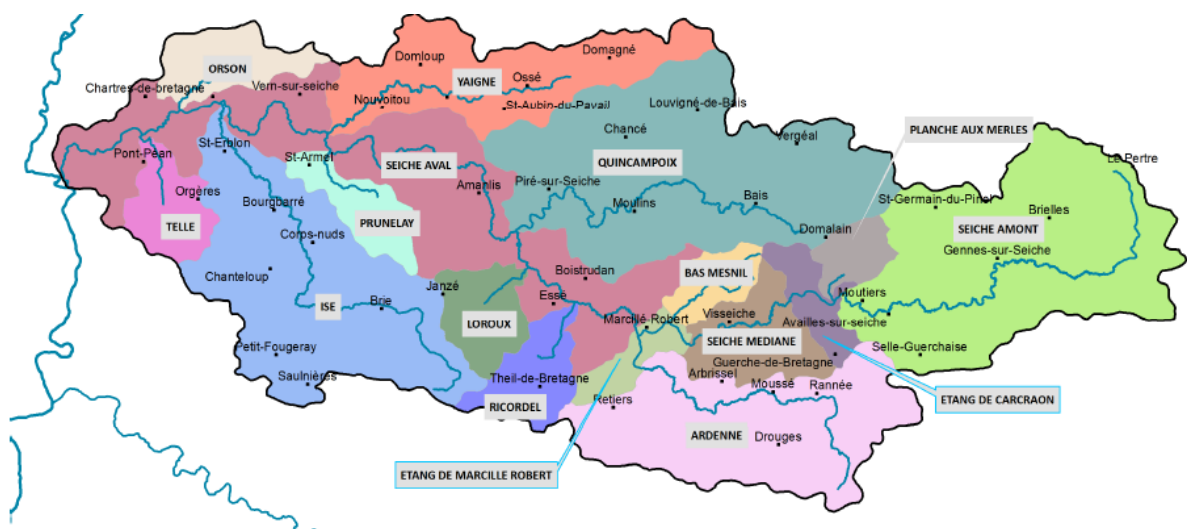 Domloup
Domagné
ORSON
Chartres-de-bretagne
Vern-sur-seiche
YAIGNE
Ossé
Nouvoitou
St-Aubin-du-Pavail
Louvigné-de-Bais
Chancé
Vergéal
PLANCHE AUX MERLES
St-Erblon
Pont-Péan
St-Armel
SEICHE AVAL
QUINCAMPOIX
Le Pertre
Orgères
Amanlis
Piré-sur-Seiche
Bourgbarré
Moulins
Bais
St-Germain-du-Pinel
Brielles
TELLE
PRUNELAY
SEICHE AMONT
Corps-nuds
Domalain
Gennes-sur-Seiche
Chanteloup
Boistrudan
BAS MESNIL
Janzé
Essé
Moutiers
ISE
Brie
LOROUX
Marcillé-Robert
Visseiche
Availles-sur-seiche
SEICHE MEDIANE
Petit-Fougeray
Selle-Guerchaise
Guerche-de-Bretagne
Saulnières
Theil-de-Bretagne
Arbrissel
Moussé
Rannée
RICORDEL
Retiers
ETANG DE CARCRAON
ARDENNE
Drouges
ETANG DE MARCILLE ROBERT